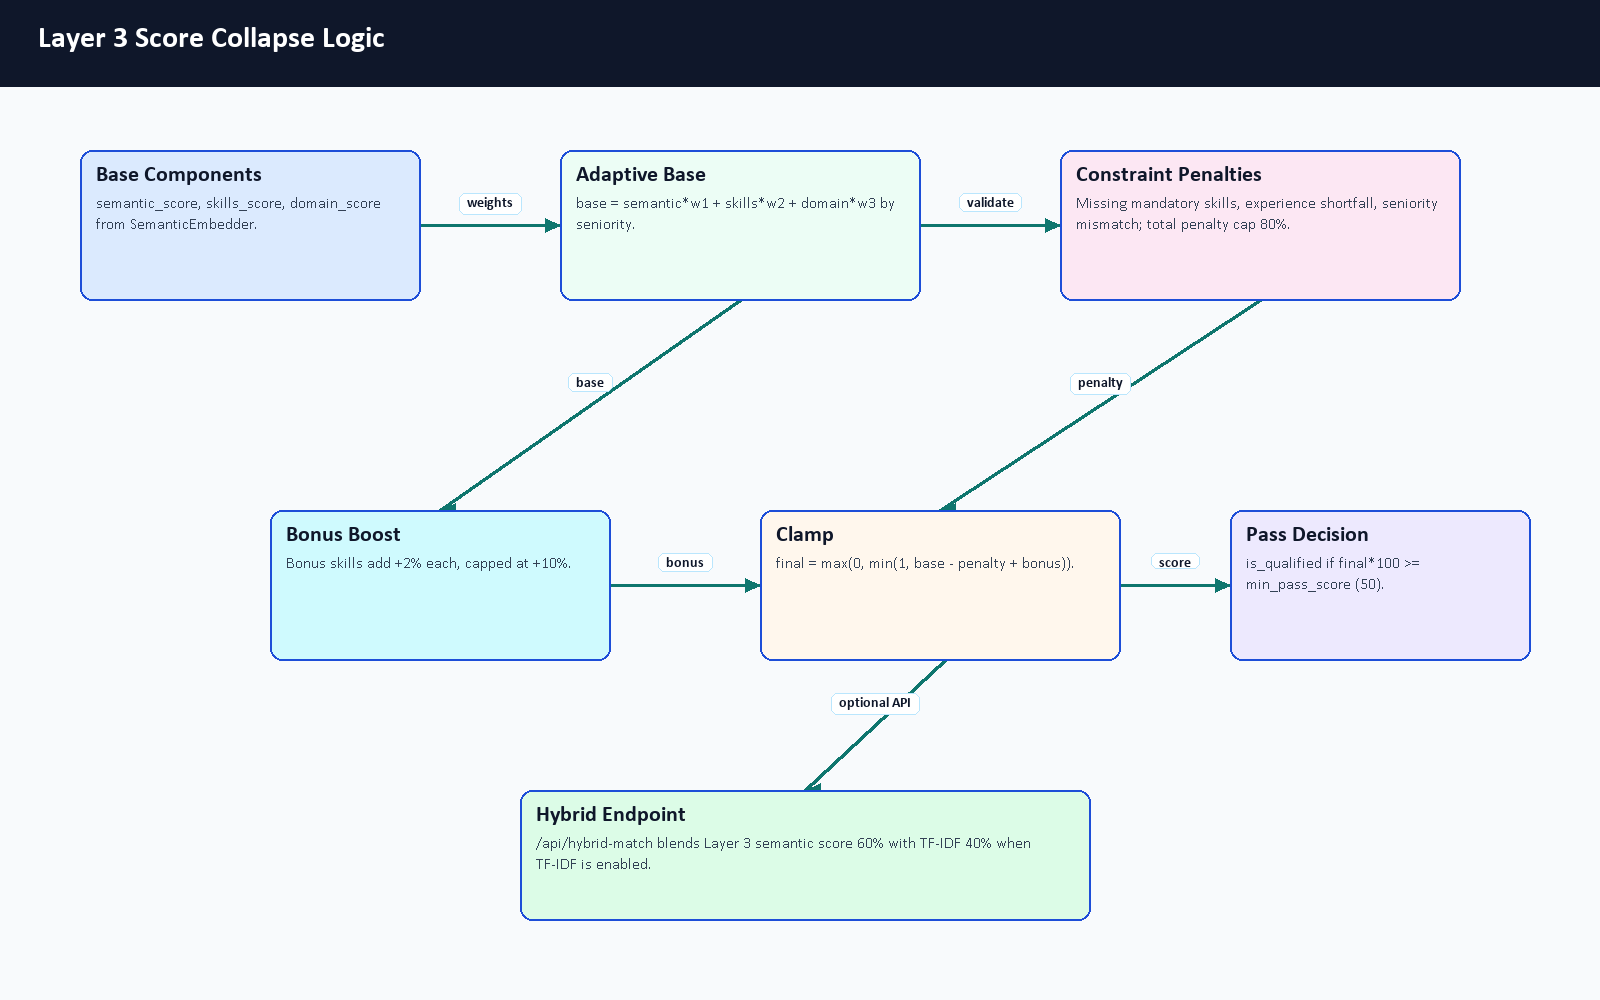 Layer 3 Score Collapse Logic
Base Components
semantic_score, skills_score, domain_score
from SemanticEmbedder.
weights
Adaptive Base
base = semantic*w1 + skills*w2 + domain*w3 by
seniority.
validate
Constraint Penalties
Missing mandatory skills, experience shortfall, seniority
mismatch; total penalty cap 80%.
base
penalty
Bonus Boost
Bonus skills add +2% each, capped at +10%.
bonus
Clamp
final = max(0, min(1, base - penalty + bonus)).
score
Pass Decision
is_qualified if final*100 >=
min_pass_score (50).
optional API
Hybrid Endpoint
/api/hybrid-match blends Layer 3 semantic score 60% with TF-IDF 40% when
TF-IDF is enabled.